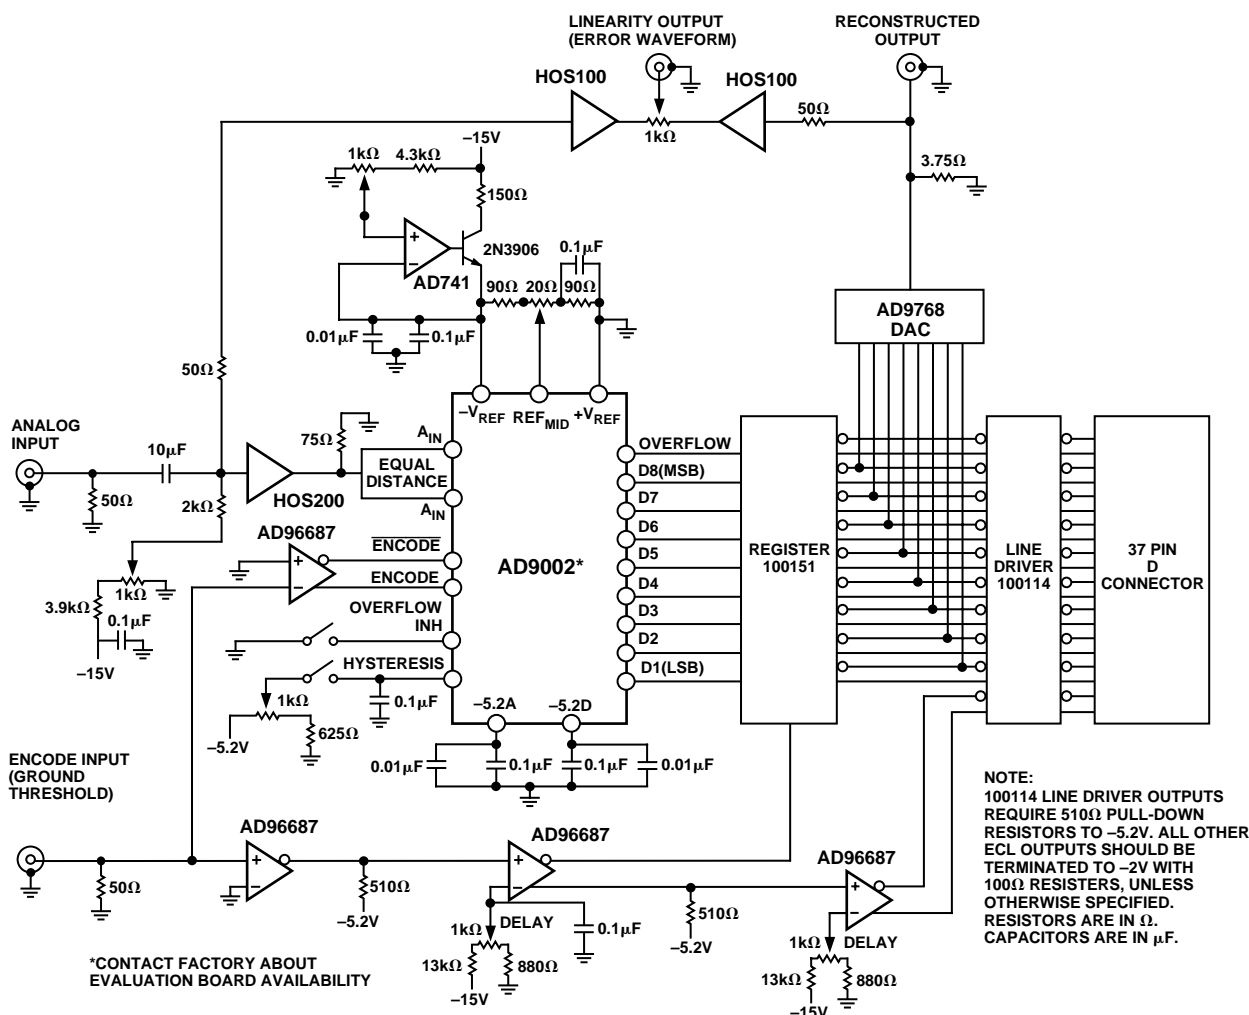 LINEARITY OUTPUT
(ERROR WAVEFORM)
RECONSTRUCTED
OUTPUT
HOS100
HOS100
50Ω
1kΩ
–15V
1kΩ
4.3kΩ
150Ω
3.75Ω
2N3906
0.1μF
AD741
90Ω
20Ω
90Ω
AD9768
DAC
0.01μF
0.1μF
50Ω
–VREF
REFMID
+VREF
ANALOG
INPUT
10μF
75Ω
AIN
EQUAL
DISTANCE
AIN
HOS200
50Ω
2kΩ
AD96687
ENCODE
ENCODE
AD9002*
OVERFLOW
D8(MSB)
D7
D6
D5
D4
D3
D2
D1(LSB)
REGISTER
100151
LINE
DRIVER
100114
37 PIN
D
CONNECTOR
1kΩ
3.9kΩ
0.1μF
–15V
OVERFLOW
INH
HYSTERESIS
1kΩ
0.1μF
–5.2V
625Ω
–5.2A
–5.2D
0.01μF
0.1μF
0.1μF
0.01μF
ENCODE INPUT
(GROUND
THRESHOLD)
AD96687
50Ω
510Ω
–5.2V
AD96687
DELAY
1kΩ
0.1μF
13kΩ
880Ω
–15V
510Ω
–5.2V
AD96687
1kΩ
DELAY
13kΩ
880Ω
–15V
NOTE:
100114 LINE DRIVER OUTPUTS
REQUIRE 510Ω PULL-DOWN
RESISTORS TO –5.2V. ALL OTHER
ECL OUTPUTS SHOULD BE
TERMINATED TO –2V WITH
100Ω RESISTERS, UNLESS
OTHERWISE SPECIFIED.
RESISTORS ARE IN Ω.
CAPACITORS ARE IN μF.
*CONTACT FACTORY ABOUT
EVALUATION BOARD AVAILABILITY